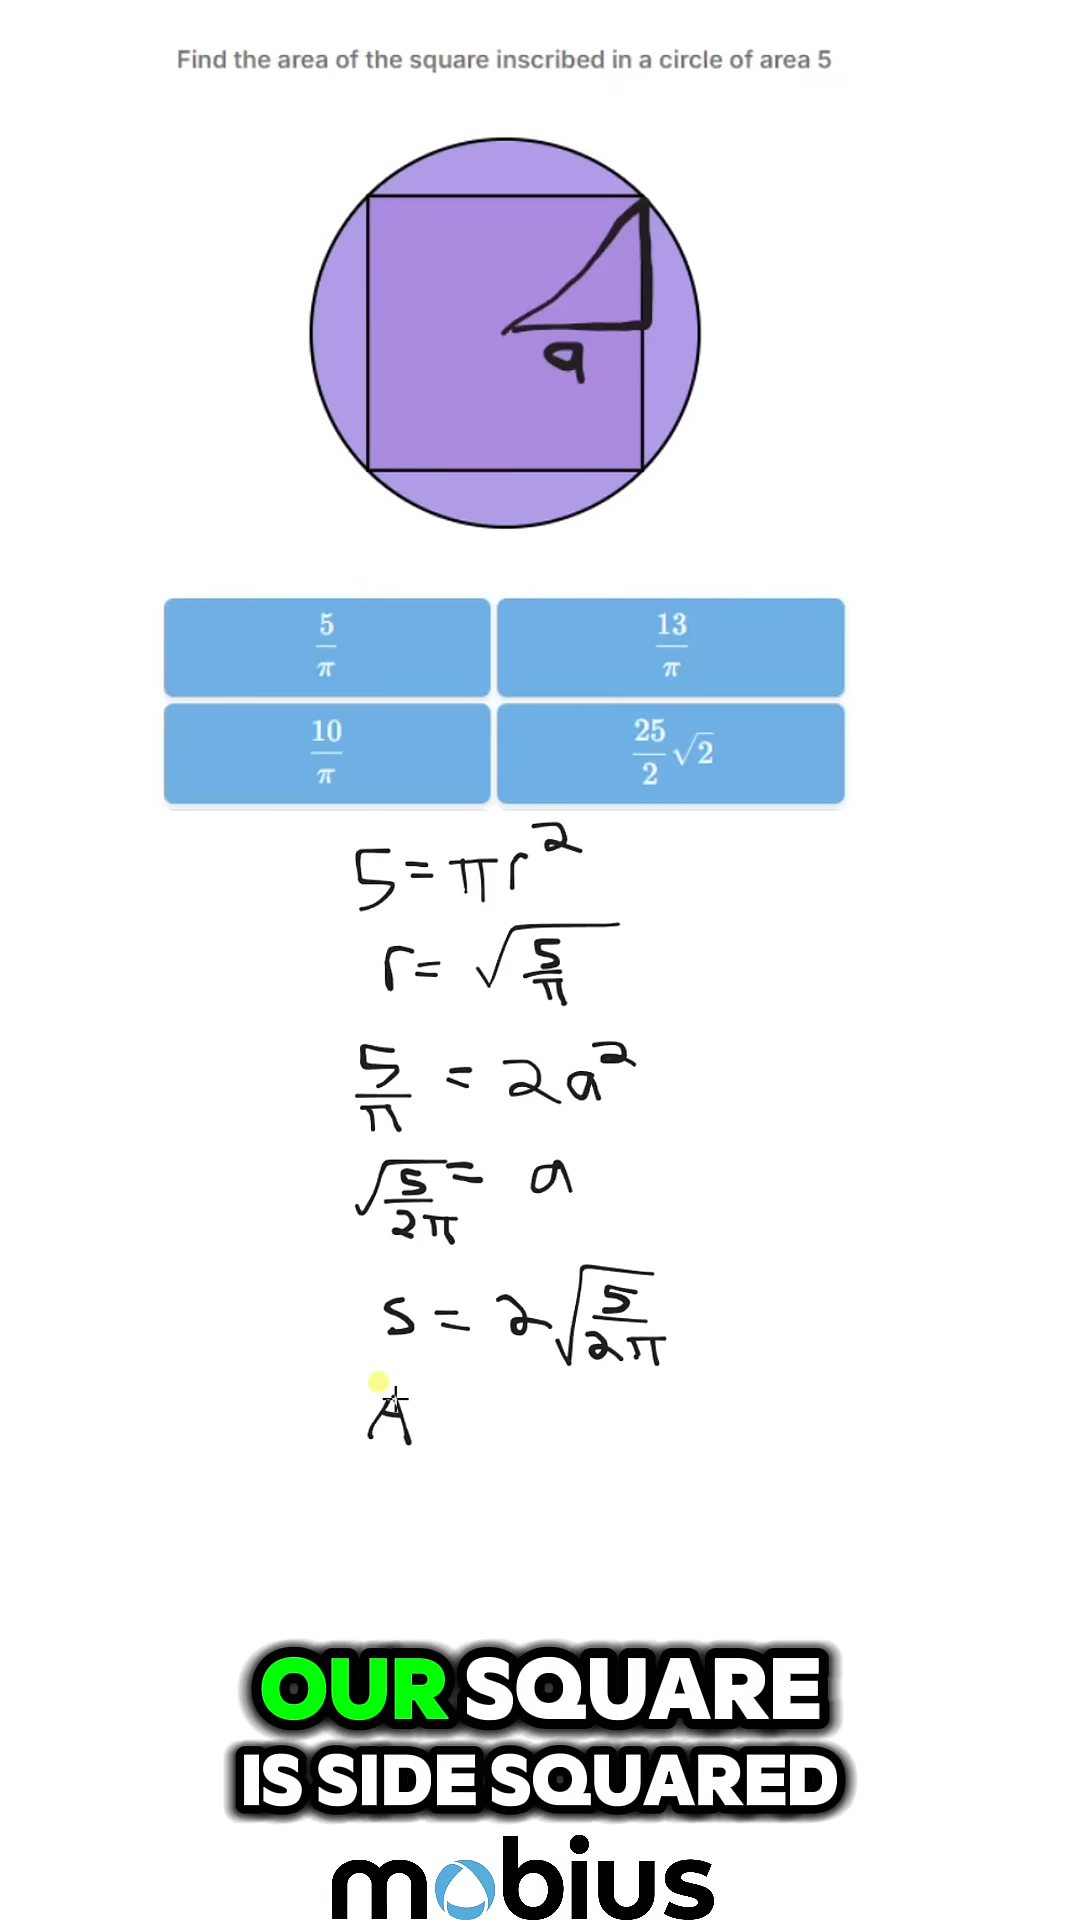 Find the area of the square inscribed in a circle of area 5
a
5/π 13/π
10/π 25/2 √2
5 = πr²
r = √(5/π)
5/π = 2a²
√(5/2π) = a
s = 2√(5/2π)
A
OUR SQUARE
IS SIDE SQUARED
mobius